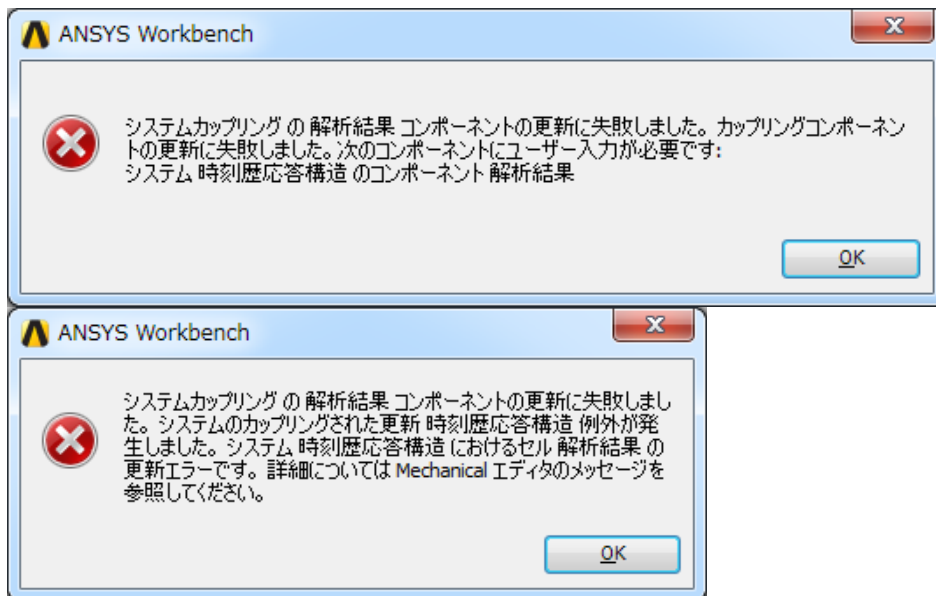 ANSYS Workbench
システムカップリング の 解析結果 コンポーネントの更新に失敗しました。カップリングコンポーネン
トの更新に失敗しました。次のコンポーネントにユーザー入力が必要です:
システム 時刻歴応答構造 のコンポーネント 解析結果
OK
ANSYS Workbench
システムカップリング の 解析結果 コンポーネントの更新に失敗しまし
た。システムのカップリングされた更新 時刻歴応答構造 例外が発
生しました。システム 時刻歴応答構造 におけるセル 解析結果 の
更新エラーです。詳細については Mechanical エディタのメッセージを
参照してください。
OK